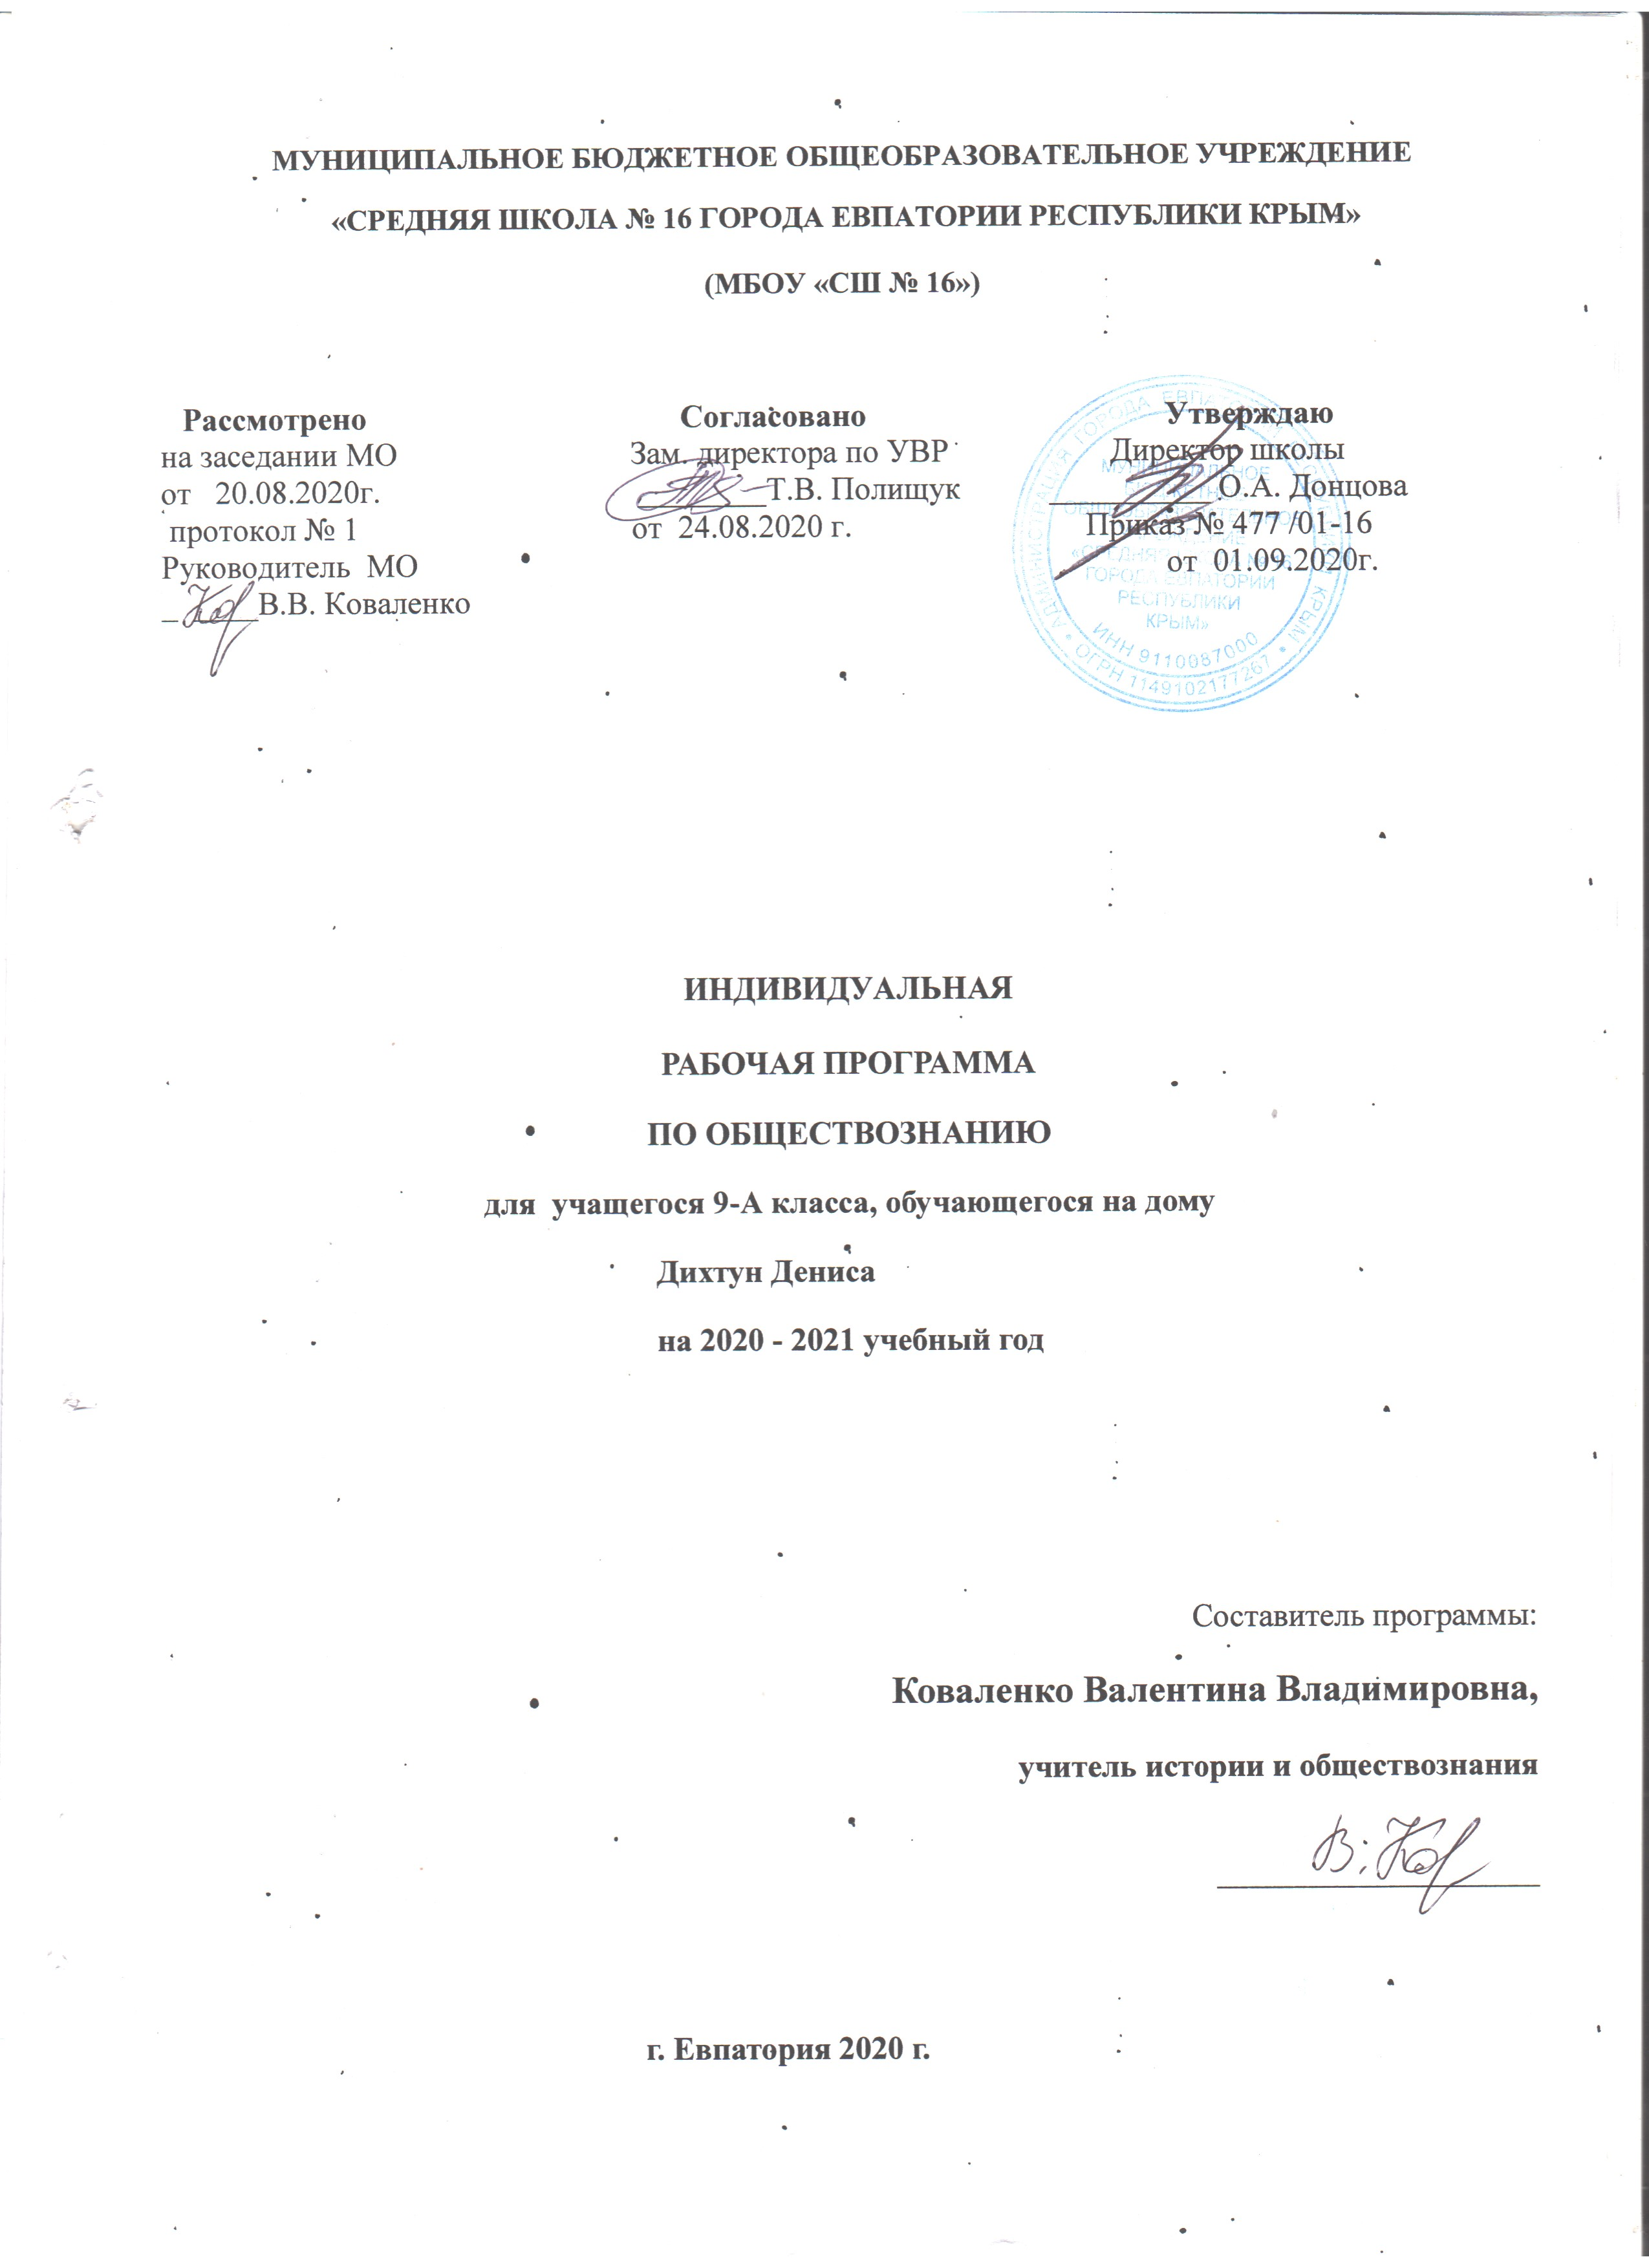 МУНИЦИПАЛЬНОЕ БЮДЖЕТНОЕ ОБЩЕОБРАЗОВАТЕЛЬНОЕ УЧРЕЖДЕНИЕ
«СРЕДНЯЯ ШКОЛА № 16 ГОРОДА ЕВПАТОРИИ РЕСПУБЛИКИ КРЫМ»
(МБОУ «СШ № 16»)
Рассмотрено
на заседании МО
от 20.08.2020г.
протокол № 1
Руководитель МО
В.В. Коваленко
Согласовано
Зам. директора по УВР
Т.В. Полищук
от 24.08.2020 г.
Утверждаю
Директор школы
О.А. Донцова
Приказ № 477 /01-16
от 01.09.2020г.
ГОРОДА ЕВПАТОРИИ
РЕСПУБЛИКИ
КРЫМ»
ИНН 9110087000
ОГРН 1149102177267
ИНДИВИДУАЛЬНАЯ
РАБОЧАЯ ПРОГРАММА
ПО ОБЩЕСТВОЗНАНИЮ
для учащегося 9-А класса, обучающегося на дому
Дихтун Дениса
на 2020 - 2021 учебный год
Составитель программы:
Коваленко Валентина Владимировна,
учитель истории и обществознания
г. Евпатория 2020 г.